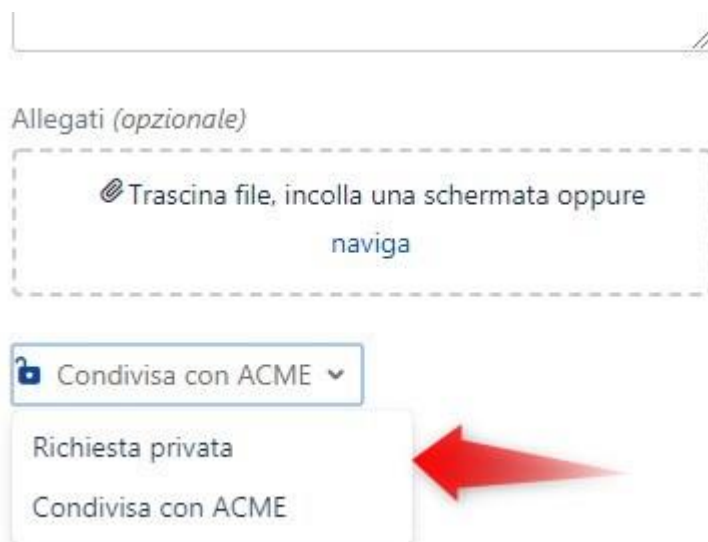 Allegati (opzionale)
Trascina file, incolla una schermata oppure
naviga
Condivisa con ACME
Richiesta privata
Condivisa con ACME